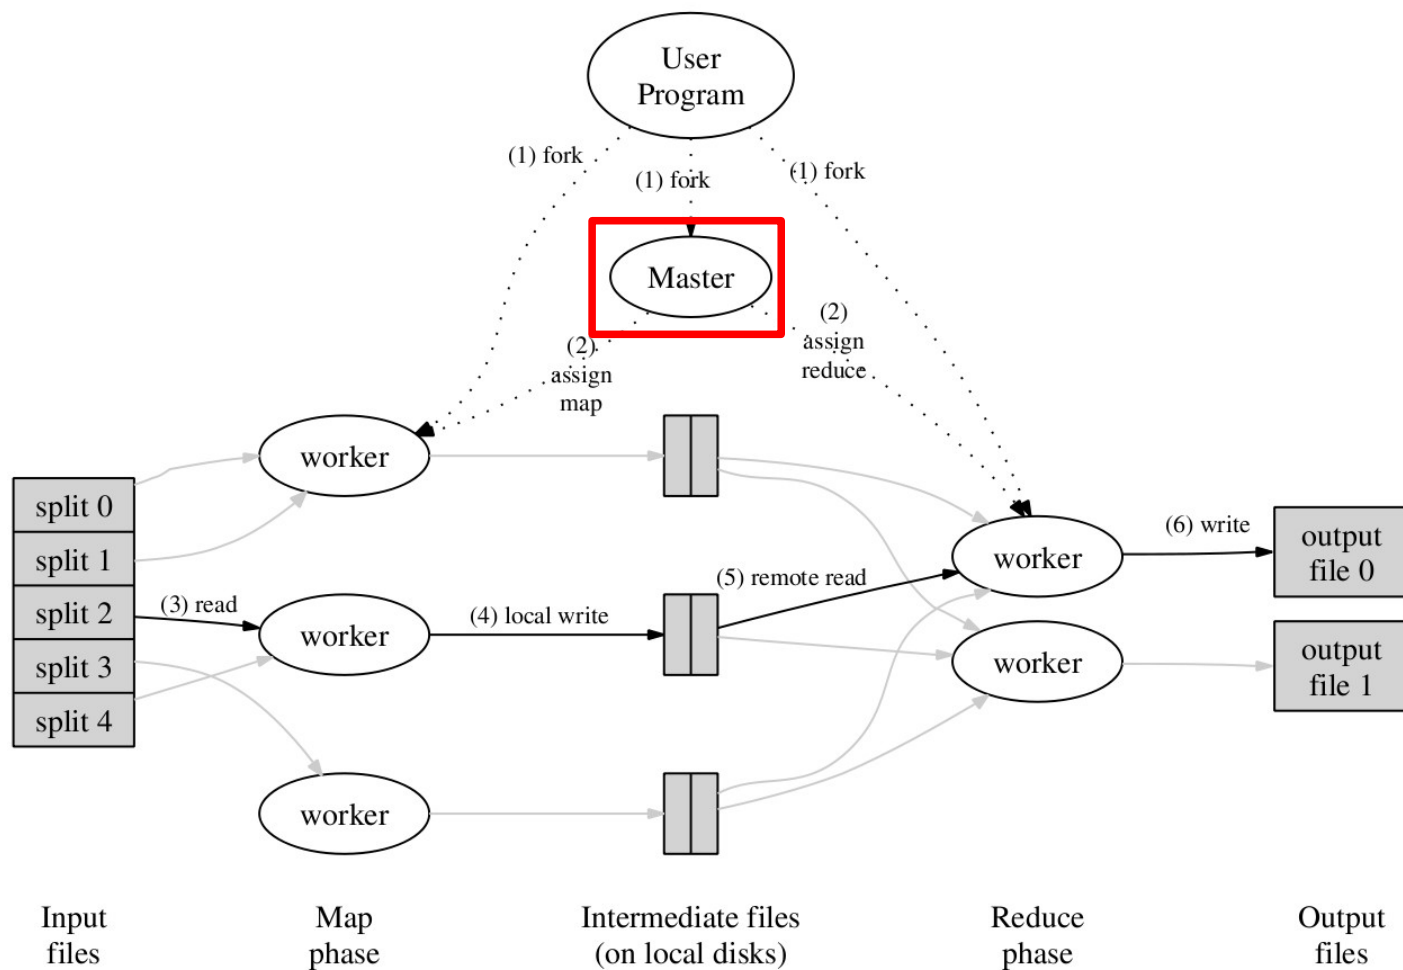 User
Program
(1) fork
(1) fork
(1) fork
Master
(2)
assign
map
(2)
assign
reduce
worker
split 0
split 1
split 2
split 3
split 4
(3) read
worker
(4) local write
(5) remote read
worker
(6) write
output
file 0
worker
output
file 1
worker
Input
files
Map
phase
Intermediate files
(on local disks)
Reduce
phase
Output
files